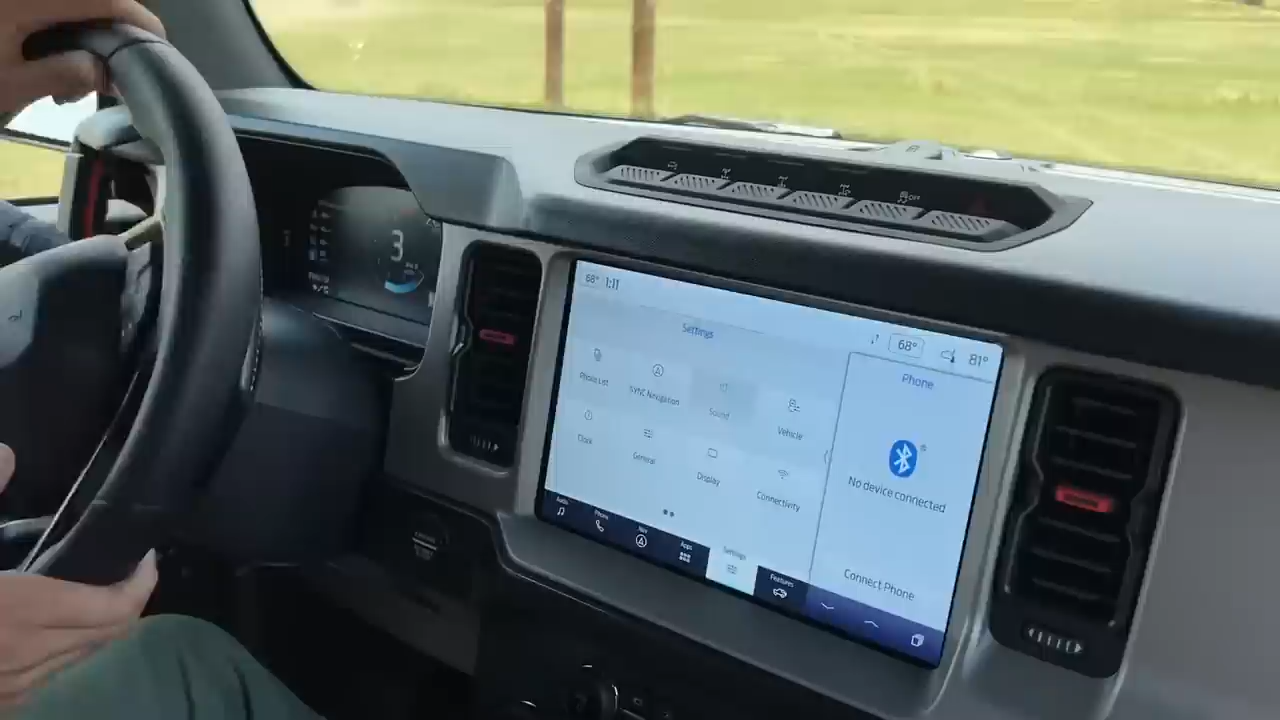 3
OFF
68° 1:11
68° 81°
Settings
Phone
Phone List
SYNC Navigation
Sound
Vehicle
Clock
General
Display
Connectivity
No device connected
Connect Phone
Audio
Phone
Nav
Apps
Settings
Features